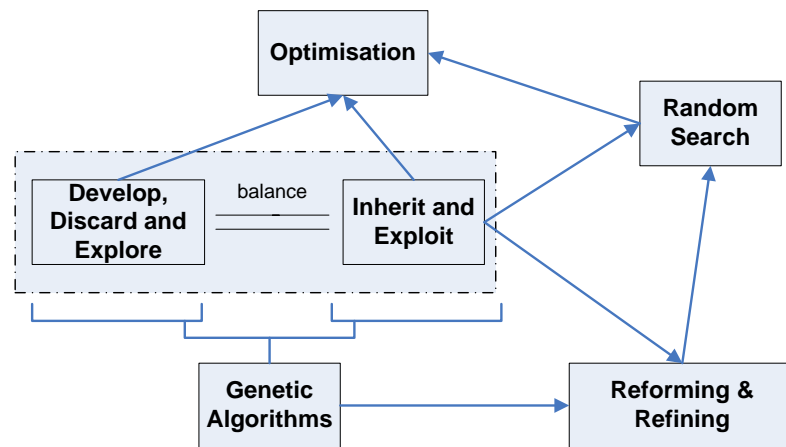 Optimisation
Random
Search
Develop,
Discard and
Explore
balance
Inherit and
Exploit
Genetic
Algorithms
Reforming &
Refining